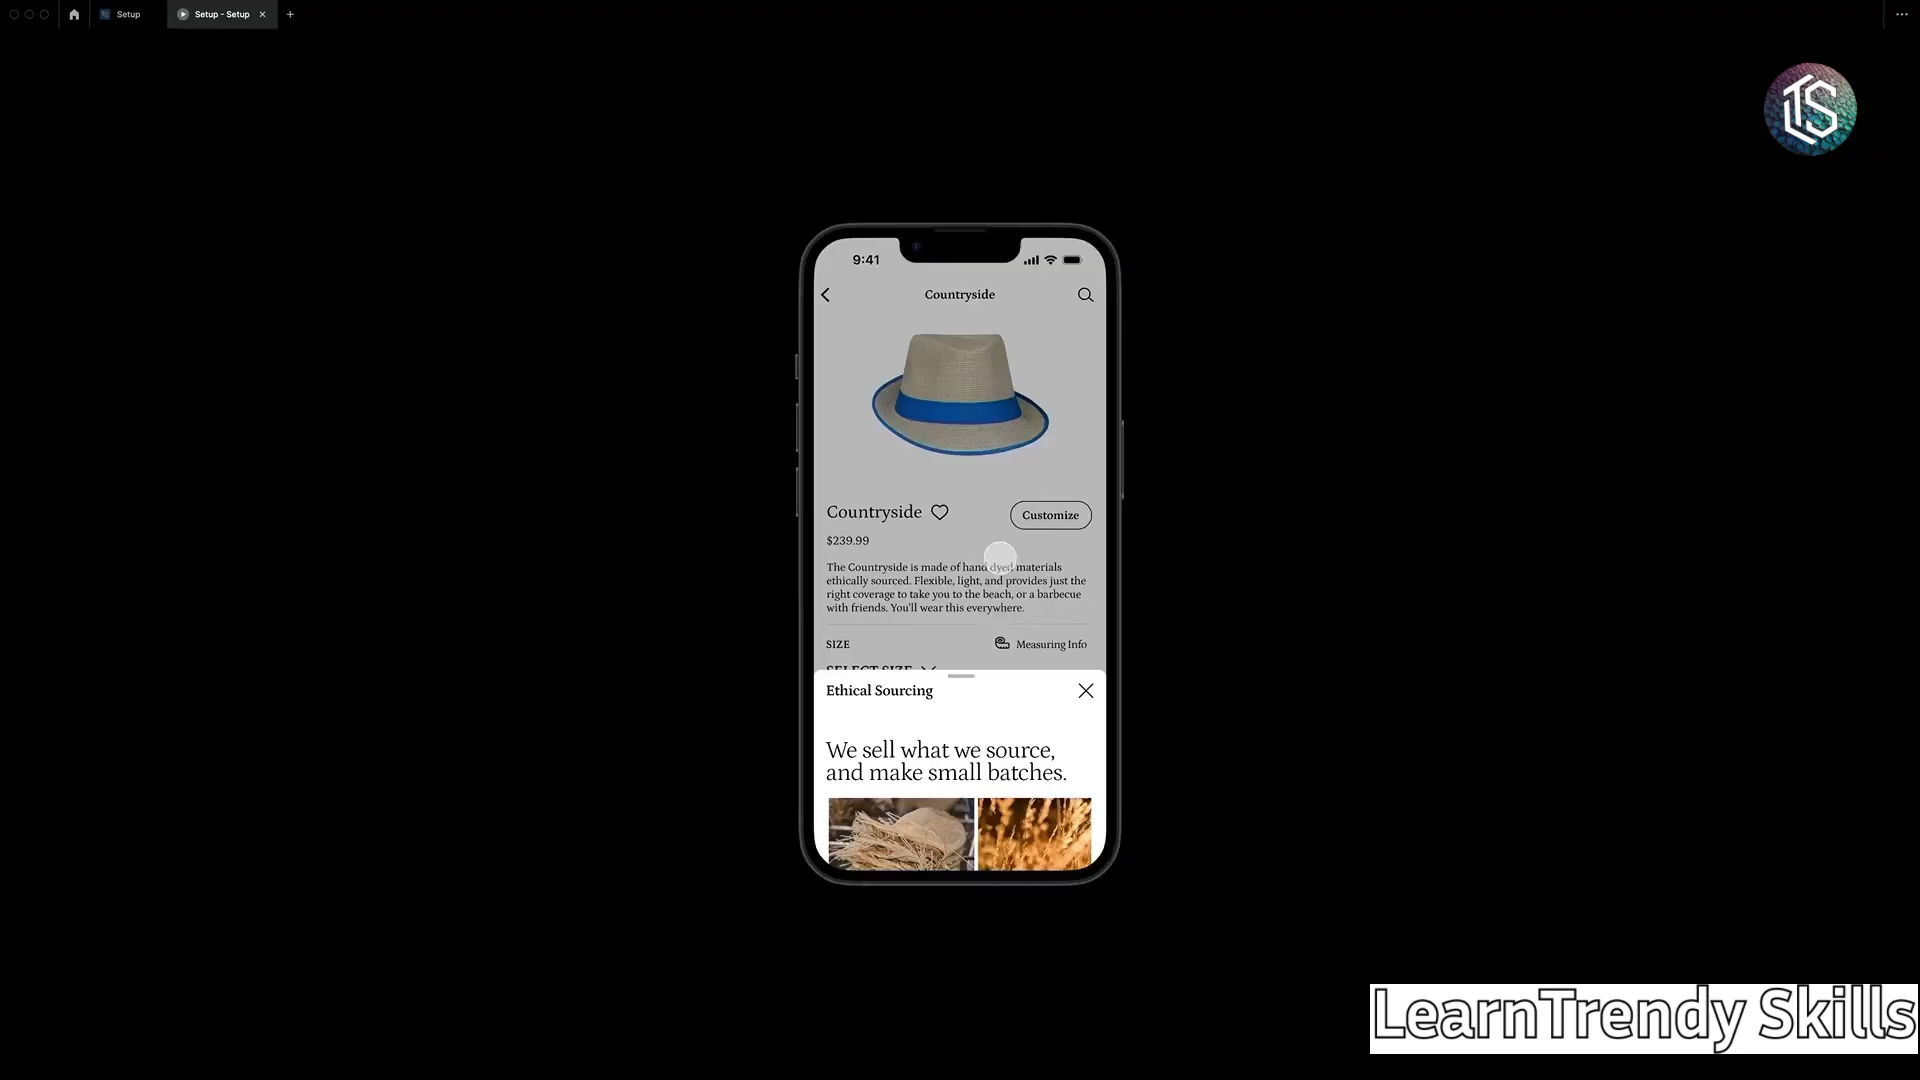 Setup
Setup - Setup
TS
9:41
Countryside
Countryside
Customize
$239.99
The Countryside is made of hand dyed materials
ethically sourced. Flexible, light, and provides just the
right coverage to take you to the beach, or a barbecue
with friends. You'll wear this everywhere.
SIZE
Measuring Info
SELECT SIZE
Ethical Sourcing
We sell what we source,
and make small batches.
LearnTrendy Skills